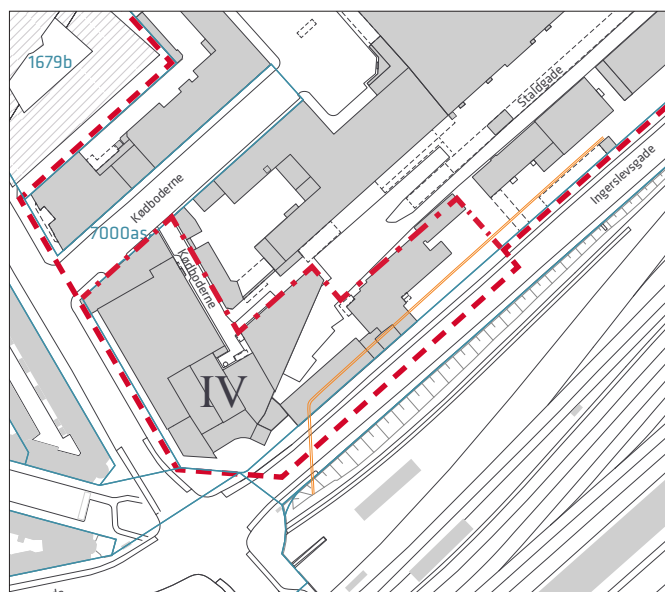 1679b
Staldgade
Kødboderne
Ingerslevsgade
7000as
Kødboderne
IV